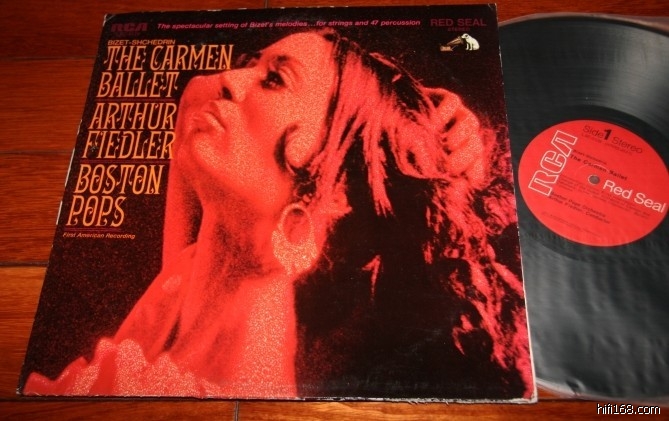 RCA The spectacular setting of Bizet's melodies...for strings and 47 percussion RED SEAL
BIZET-SHCHEDRIN
THE CARMEN
BALLET
ARTHUR
FIEDLER
BOSTON
POPS
First American Recording
RCA
Side 1 Stereo
The Carmen Ballet
Red Seal
hifi168.com